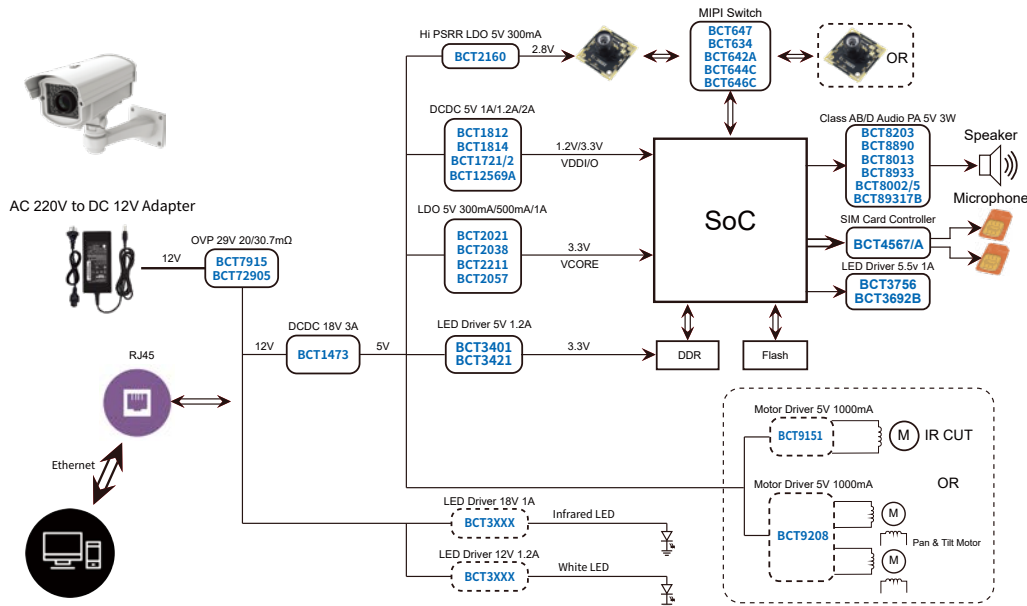 MIPI Switch
Hi PSRR LDO 5V 300mA
BCT2160
2.8V
BCT647
BCT634
BCT642A
BCT644C
BCT646C
OR
DCDC 5V 1A/1.2A/2A
BCT1812
BCT1814
BCT1721/2
BCT12569A
1.2V/3.3V
VDDI/O
Class AB/D Audio PA 5V 3W
BCT8203
BCT8890
BCT8013
BCT8933
BCT8002/5
BCT89317B
Speaker
Microphone
AC 220V to DC 12V Adapter
LDO 5V 300mA/500mA/1A
BCT2021
BCT2038
BCT2211
BCT2057
3.3V
VCORE
SoC
SIM Card Controller
BCT4567/A
OVP 29V 20/30.7mΩ
12V
BCT7915
BCT72905
LED Driver 5.5v 1A
BCT3756
BCT3692B
DCDC 18V 3A
12V
BCT1473
5V
LED Driver 5V 1.2A
BCT3401
BCT3421
3.3V
DDR
Flash
RJ45
Ethernet
Motor Driver 5V 1000mA
BCT9151
M
IR CUT
OR
Motor Driver 5V 1000mA
BCT9208
M
Pan & Tilt Motor
M
LED Driver 18V 1A
BCT3XXX
Infrared LED
LED Driver 12V 1.2A
BCT3XXX
White LED